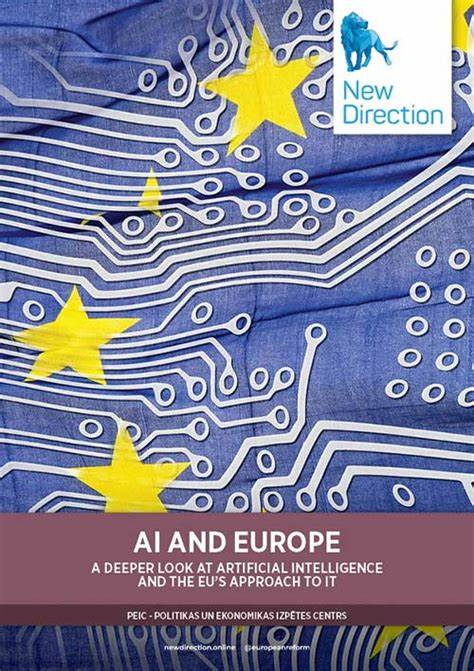 New
Direction
AI AND EUROPE
A DEEPER LOOK AT ARTIFICIAL INTELLIGENCE
AND THE EU'S APPROACH TO IT
PEIC - POLITIKAS UN EKONOMIKAS IZPĒTES CENTRS
newdirection.online @europeanreform